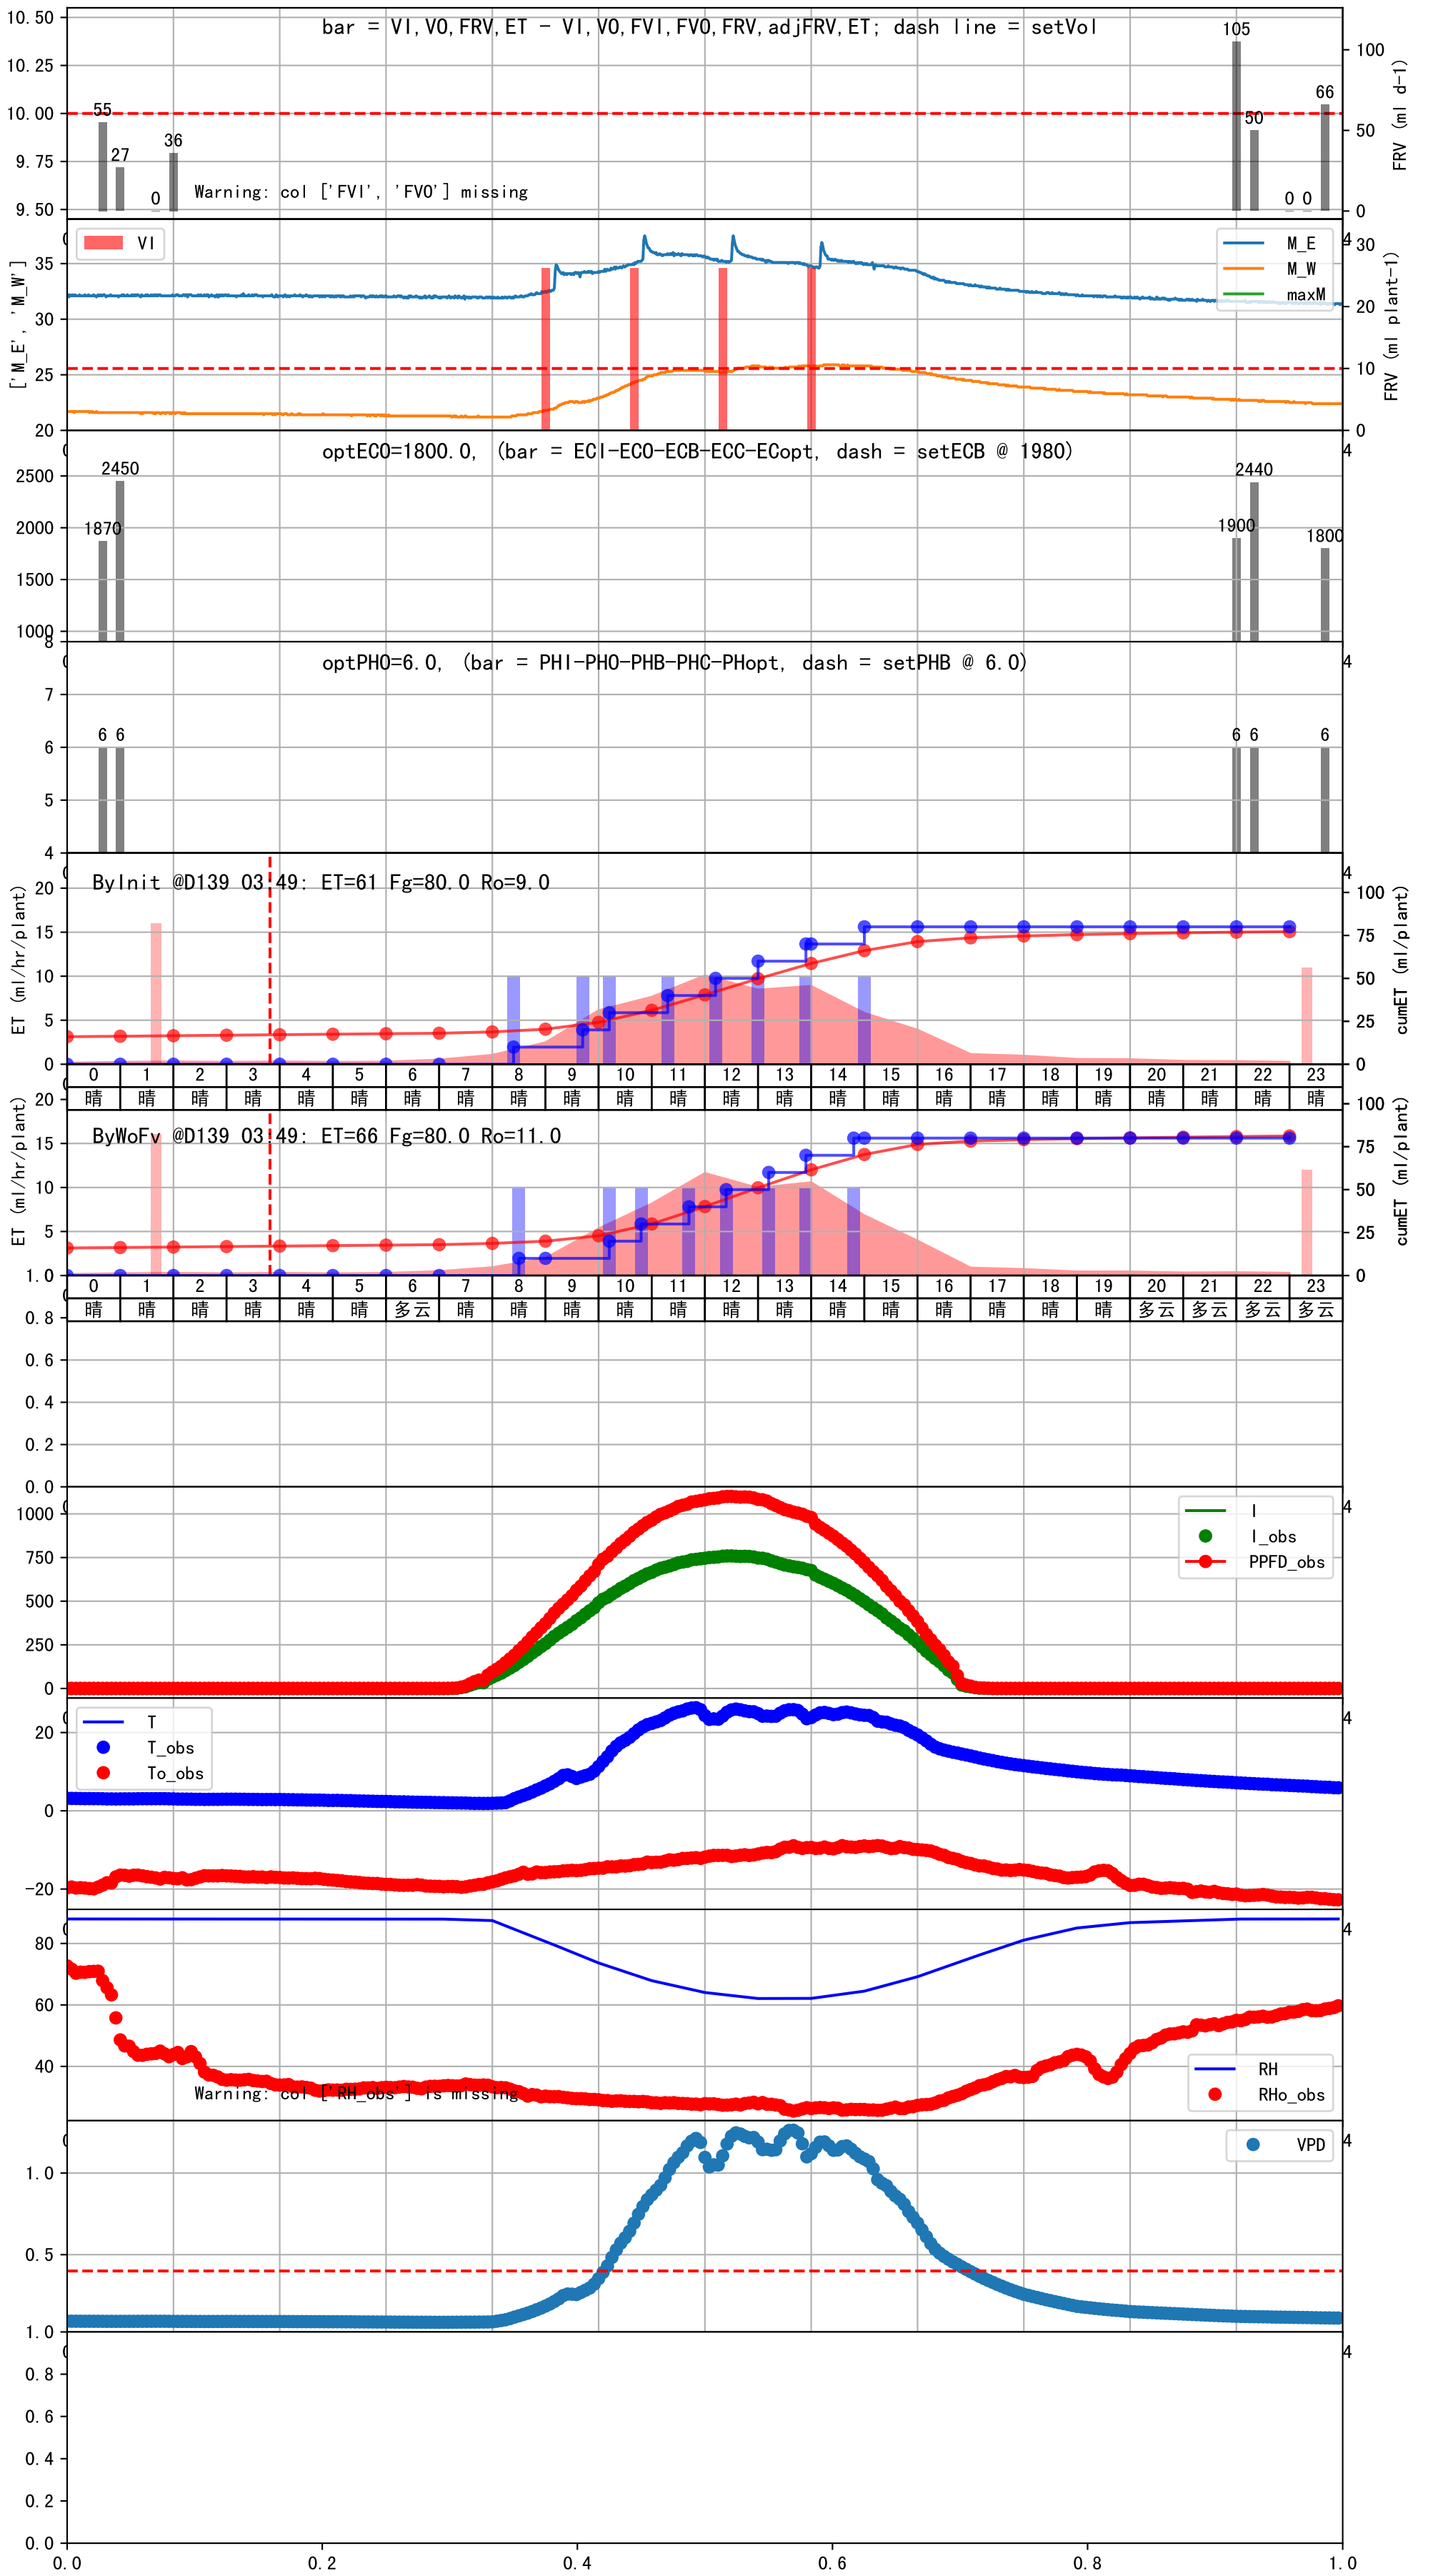 bar = VI,VO,FRV,ET - VI,VO,FVI,FVO,FRV,adjFRV,ET; dash line = setVol
10.50
10.25
10.00
9.75
9.50
55
27
0
36
105
50
0 0
66
Warning: col ['FVI', 'FVO'] missing
100
50
0
FRV (ml d-1)
VI
M_E
M_W
maxM
['M_E', 'M_W']
35
30
25
20
4
30
20
10
0
FRV (ml plant-1)
optECO=1800.0, (bar = ECI-ECO-ECB-ECC-ECopt, dash = setECB @ 1980)
2500
2000
1500
1000
1870
2450
1900
2440
1800
4
optPHO=6.0, (bar = PHI-PHO-PHB-PHC-PHopt, dash = setPHB @ 6.0)
8
7
6
5
4
6 6
6 6
6
4
ByInit @D139 03:49: ET=61 Fg=80.0 Ro=9.0
ET (ml/hr/plant)
20
15
10
5
0
100
75
50
25
0
cumET (ml/plant)
0 1 2 3 4 5 6 7 8 9 10 11 12 13 14 15 16 17 18 19 20 21 22 23
晴 晴 晴 晴 晴 晴 晴 晴 晴 晴 晴 晴 晴 晴 晴 晴 晴 晴 晴 晴 晴 晴 晴 晴
ByWoFv @D139 03:49: ET=66 Fg=80.0 Ro=11.0
ET (ml/hr/plant)
20
15
10
5
1.0
100
75
50
25
0
cumET (ml/plant)
0 1 2 3 4 5 6 7 8 9 10 11 12 13 14 15 16 17 18 19 20 21 22 23
晴 晴 晴 晴 晴 晴 多云 晴 晴 晴 晴 晴 晴 晴 晴 晴 晴 晴 晴 晴 多云 多云 多云 多云
0.8
0.6
0.4
0.2
0.0
1000
750
500
250
0
I
I_obs
PPFD_obs
4
T
T_obs
To_obs
20
0
-20
4
80
60
40
Warning: col ['RH_obs'] is missing
RH
RHo_obs
4
VPD
1.0
0.5
4
1.0
0.8
0.6
0.4
0.2
0.0
4
0.0 0.2 0.4 0.6 0.8 1.0